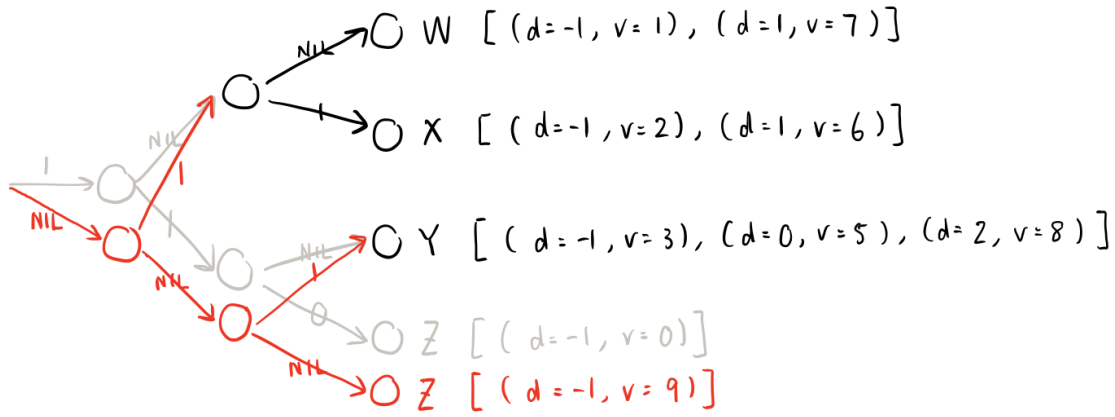 NIL W [(d=-1, v=1), (d=1, v=7)]
1 X [(d=-1, v=2), (d=1, v=6)]
NIL
1 1
NIL 1
NIL Y [(d=-1, v=3), (d=0, v=5), (d=2, v=8)]
NIL 1
0 Z [(d=-1, v=0)]
NIL Z [(d=-1, v=9)]